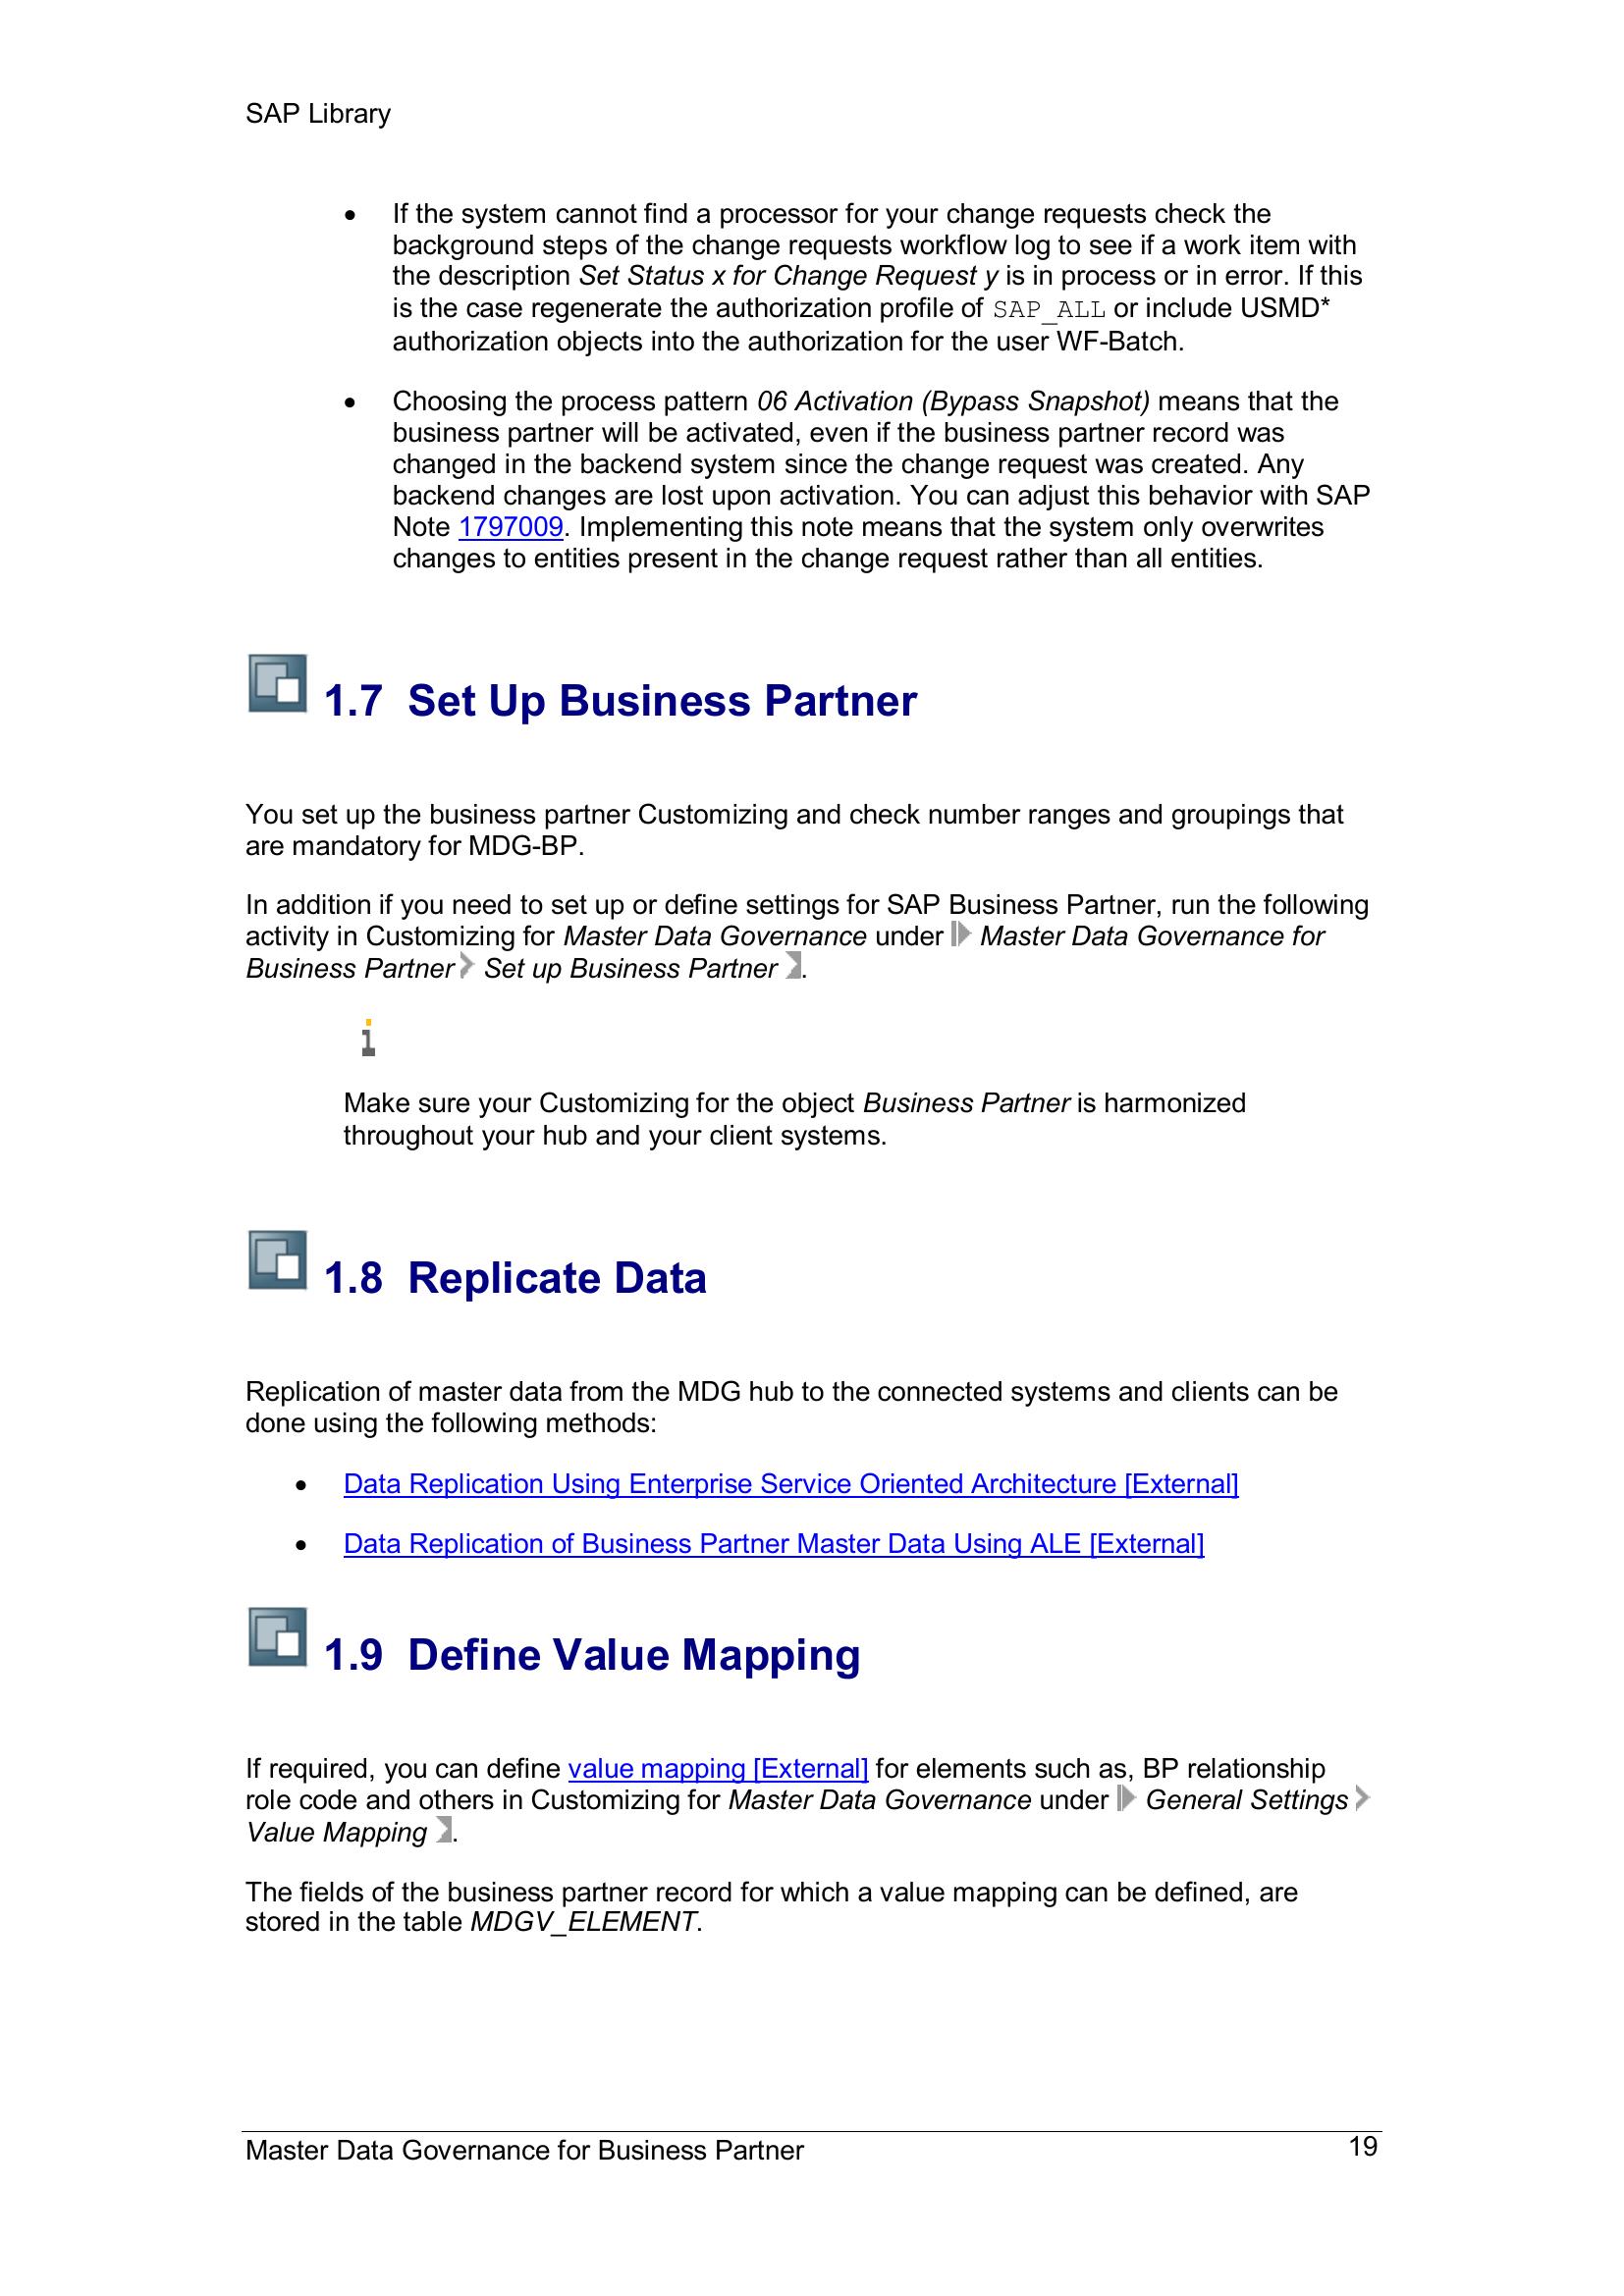 SAP Library
• If the system cannot find a processor for your change requests check the
background steps of the change requests workflow log to see if a work item with
the description Set Status x for Change Request y is in process or in error. If this
is the case regenerate the authorization profile of SAP_ALL or include USMD*
authorization objects into the authorization for the user WF-Batch.
• Choosing the process pattern 06 Activation (Bypass Snapshot) means that the
business partner will be activated, even if the business partner record was
changed in the backend system since the change request was created. Any
backend changes are lost upon activation. You can adjust this behavior with SAP
Note 1797009. Implementing this note means that the system only overwrites
changes to entities present in the change request rather than all entities.
1.7 Set Up Business Partner
You set up the business partner Customizing and check number ranges and groupings that
are mandatory for MDG-BP.
In addition if you need to set up or define settings for SAP Business Partner, run the following
activity in Customizing for Master Data Governance under Master Data Governance for
Business Partner Set up Business Partner .
Make sure your Customizing for the object Business Partner is harmonized
throughout your hub and your client systems.
1.8 Replicate Data
Replication of master data from the MDG hub to the connected systems and clients can be
done using the following methods:
• Data Replication Using Enterprise Service Oriented Architecture [External]
• Data Replication of Business Partner Master Data Using ALE [External]
1.9 Define Value Mapping
If required, you can define value mapping [External] for elements such as, BP relationship
role code and others in Customizing for Master Data Governance under General Settings
Value Mapping .
The fields of the business partner record for which a value mapping can be defined, are
stored in the table MDGV_ELEMENT.
Master Data Governance for Business Partner 19